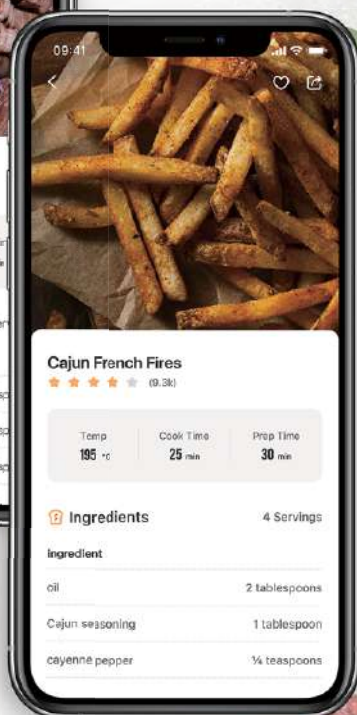 09:41
Cajun French Fires
(9.3k)
Temp Cook Time Prep Time
195 °c 25 min 30 min
Ingredients 4 Servings
ingredient
oil 2 tablespoons
Cajun seasoning 1 tablespoon
cayenne pepper ¼ teaspoons